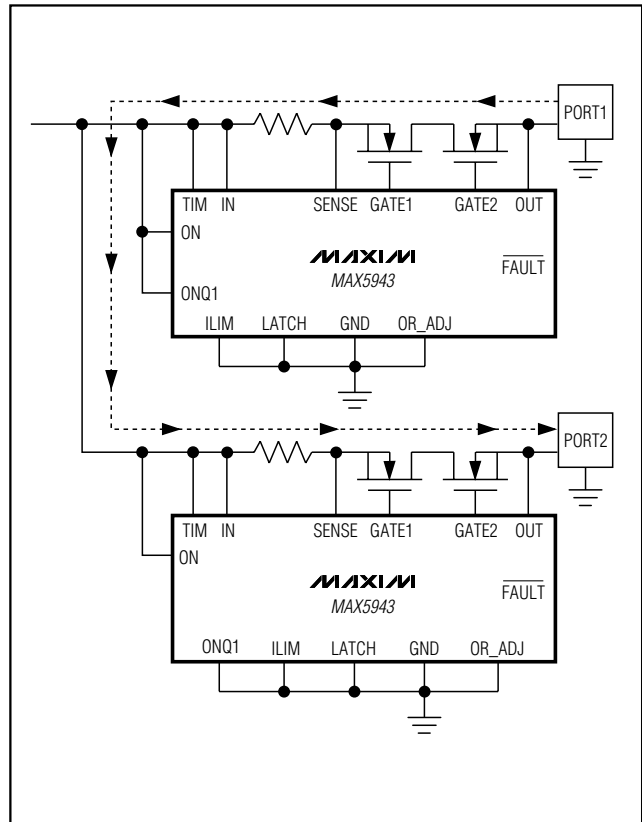 PORT1
TIM IN SENSE GATE1 GATE2 OUT
ON
MAXIM
MAX5943
FAULT
ONQ1
ILIM LATCH GND OR_ADJ
PORT2
TIM IN SENSE GATE1 GATE2 OUT
ON
MAXIM
MAX5943
FAULT
ONQ1 ILIM LATCH GND OR_ADJ